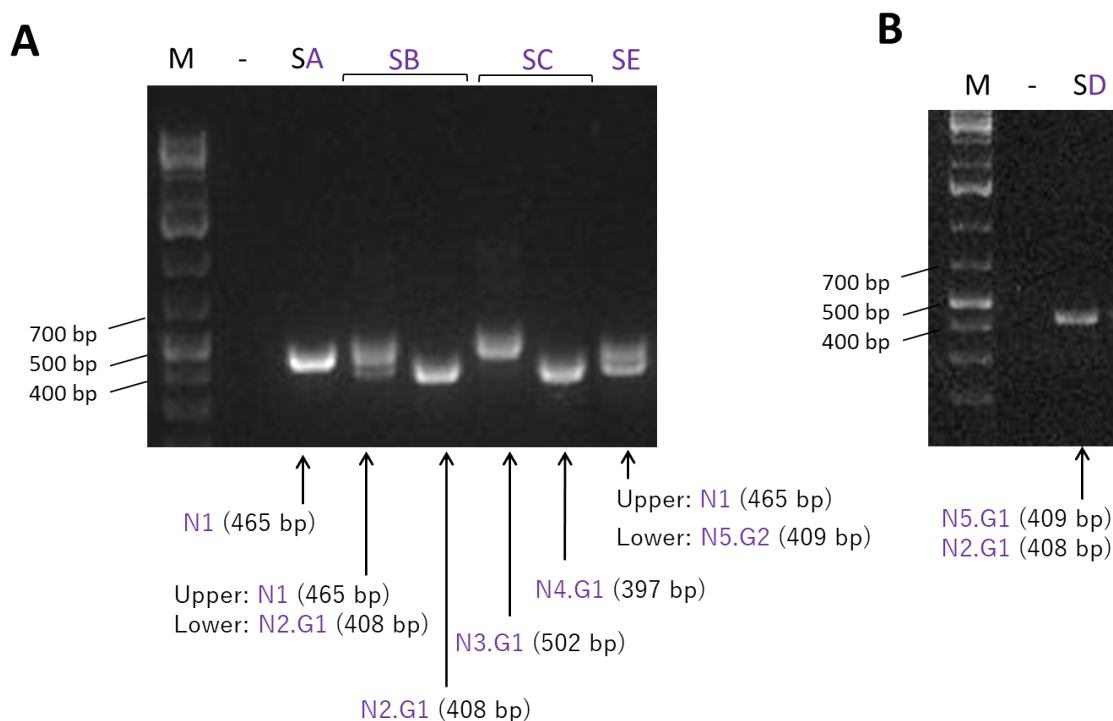 A
M - SA SB SC SE
700 bp
500 bp
400 bp
N1 (465 bp)
Upper: N1 (465 bp)
Lower: N2.G1 (408 bp)
N2.G1 (408 bp)
N3.G1 (502 bp)
N4.G1 (397 bp)
Upper: N1 (465 bp)
Lower: N5.G2 (409 bp)
B
M - SD
700 bp
500 bp
400 bp
N5.G1 (409 bp)
N2.G1 (408 bp)